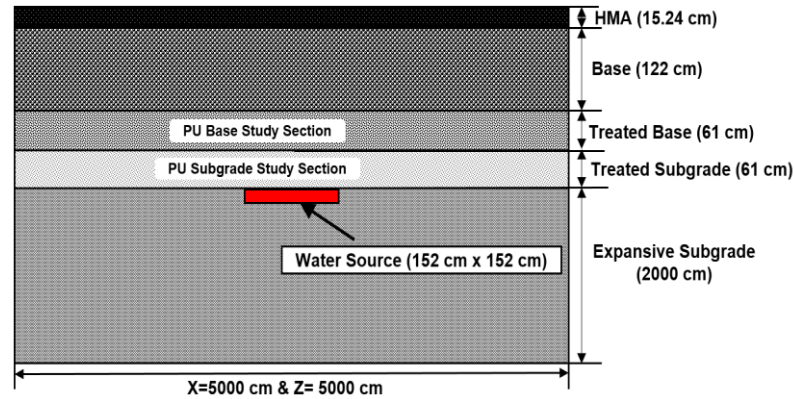 HMA (15.24 cm)
Base (122 cm)
PU Base Study Section
Treated Base (61 cm)
PU Subgrade Study Section
Treated Subgrade (61 cm)
Water Source (152 cm x 152 cm)
Expansive Subgrade
(2000 cm)
X=5000 cm & Z= 5000 cm